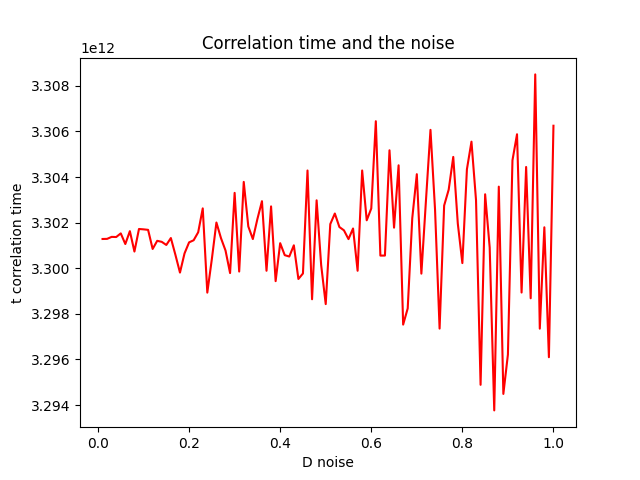 Correlation time and the noise
1e12
3.308
3.306
3.304
3.302
3.300
3.298
3.296
3.294
t correlation time
0.0 0.2 0.4 0.6 0.8 1.0
D noise